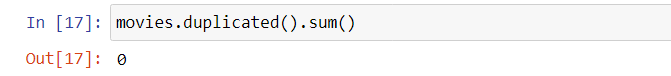 In [17]: movies.duplicated().sum()
Out[17]: 0